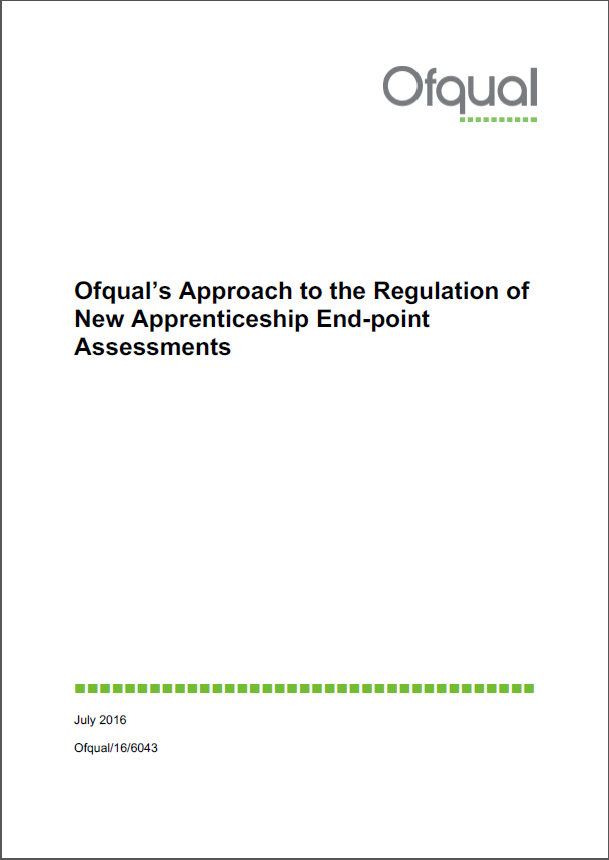 Ofqual
Ofqual’s Approach to the Regulation of
New Apprenticeship End-point
Assessments
July 2016
Ofqual/16/6043